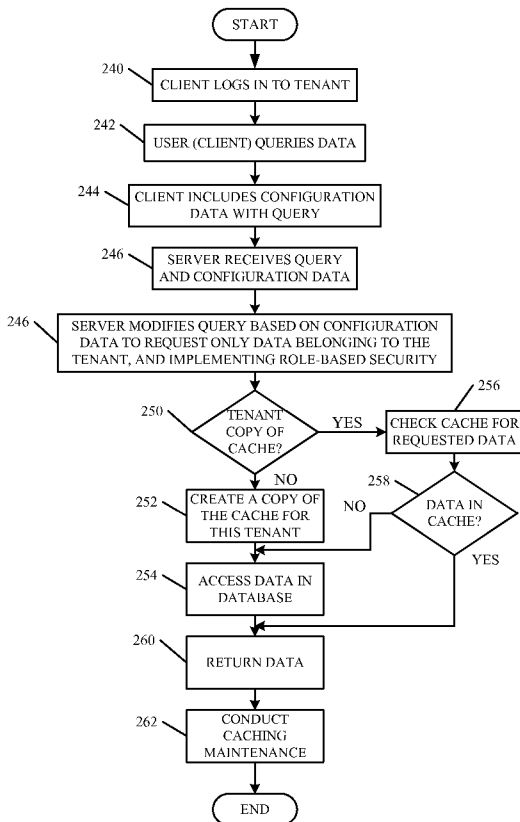 START
240
CLIENT LOGS IN TO TENANT
242
USER (CLIENT) QUERIES DATA
244
CLIENT INCLUDES CONFIGURATION
DATA WITH QUERY
246
SERVER RECEIVES QUERY
AND CONFIGURATION DATA
246
SERVER MODIFIES QUERY BASED ON CONFIGURATION
DATA TO REQUEST ONLY DATA BELONGING TO THE
TENANT, AND IMPLEMENTING ROLE-BASED SECURITY
250
TENANT
COPY OF
CACHE?
YES
256
CHECK CACHE FOR
REQUESTED DATA
NO
252
CREATE A COPY OF
THE CACHE FOR
THIS TENANT
258
DATA IN
CACHE?
NO
YES
254
ACCESS DATA IN
DATABASE
260
RETURN DATA
262
CONDUCT
CACHING
MAINTENANCE
END